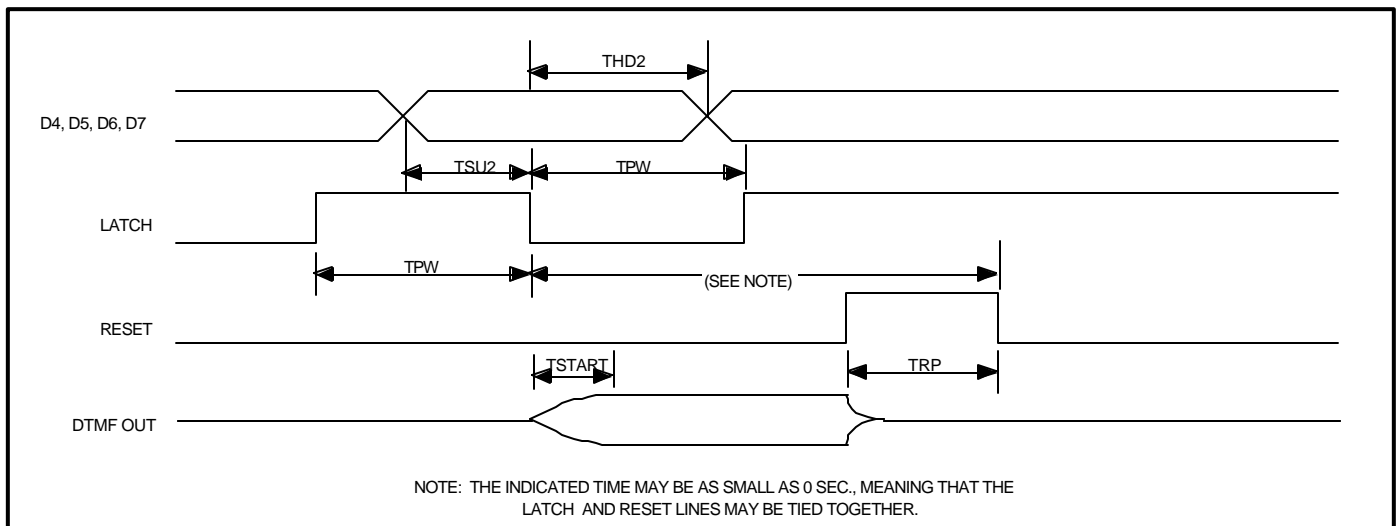 THD2
D4, D5, D6, D7
TSU2
TPW
LATCH
TPW
(SEE NOTE)
RESET
TSTART
TRP
DTMF OUT
NOTE: THE INDICATED TIME MAY BE AS SMALL AS 0 SEC., MEANING THAT THE
LATCH AND RESET LINES MAY BE TIED TOGETHER.